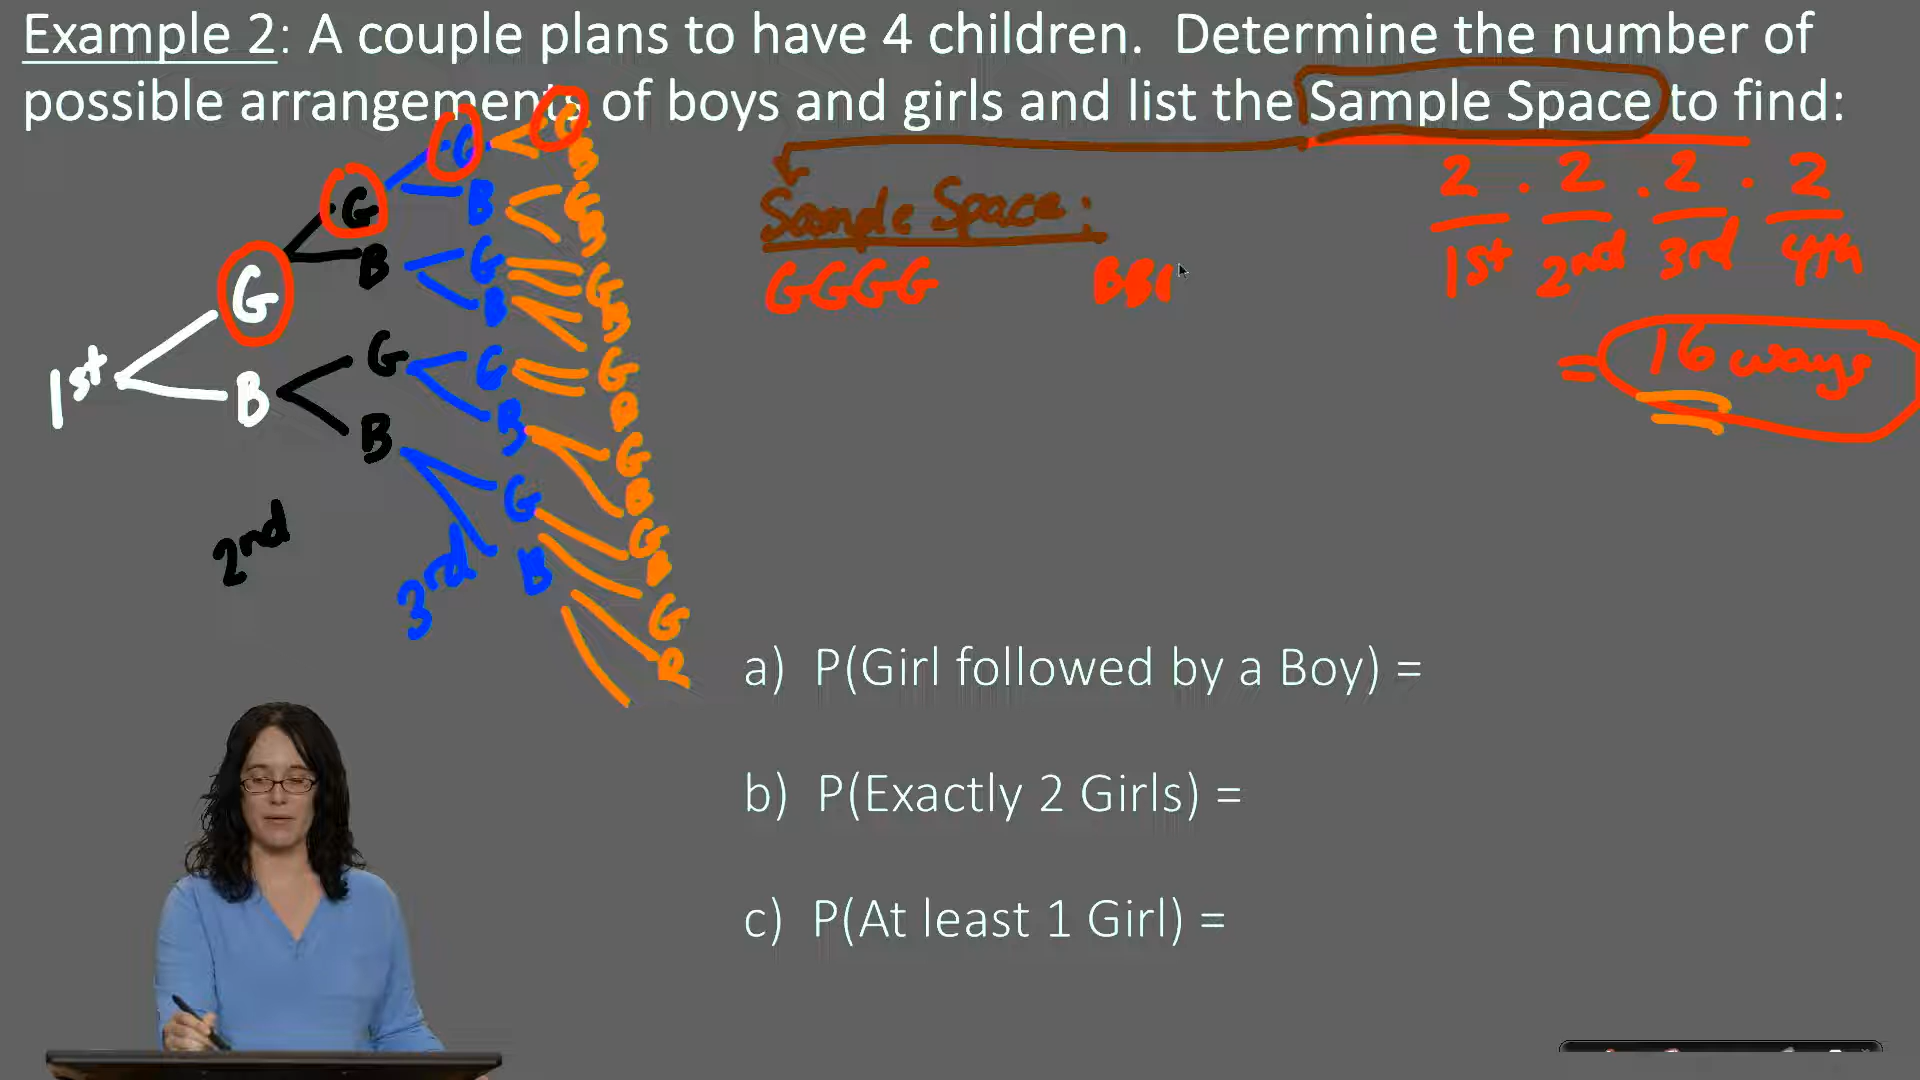 Example 2: A couple plans to have 4 children. Determine the number of
possible arrangements of boys and girls and list the Sample Space to find:
2 . 2 . 2 . 2
1st 2nd 3rd 4th
= 16 ways
Sample Space:
GGGG BB
1st
G
B
2nd
G
B
G
B
3rd
G
B
G
B
G
B
G
B
G
B
G
B
G
B
G
B
G
G
B
G
B
G
a) P(Girl followed by a Boy) =
b) P(Exactly 2 Girls) =
c) P(At least 1 Girl) =